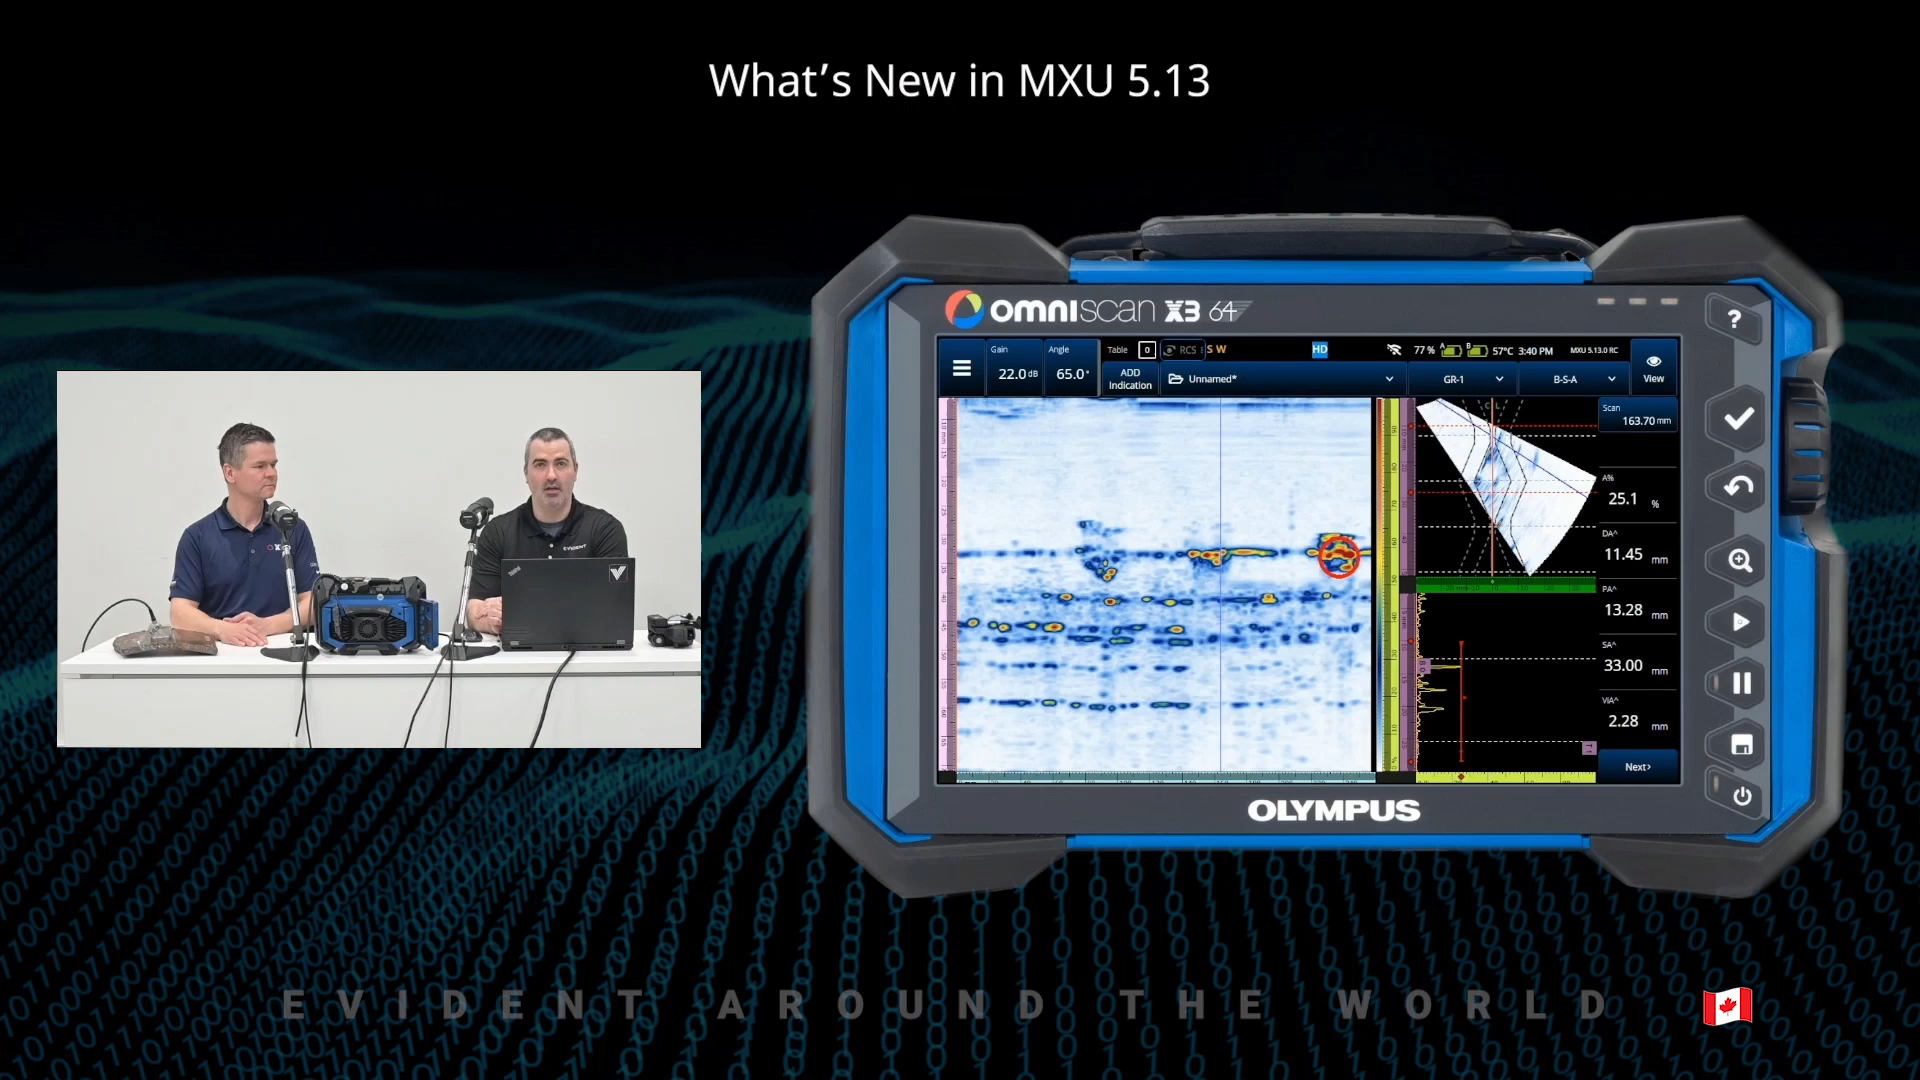 What's New in MXU 5.13
OMNISCAN X3 64
Gain
22.0 dB
Angle
65.0°
Table 0 RCS S W
HD
77 % A B 57°C 3:40 PM MXU 5.13.0 RC
ADD
Indication
Unnamed*
GR-1
B-S-A
View
Scan
163.70 mm
A%
25.1 %
DA^
11.45 mm
PA^
13.28 mm
SA^
33.00 mm
ViA^
2.28 mm
Next>
OLYMPUS
EVIDENT
ThinkPad
EVIDENT AROUND THE WORLD